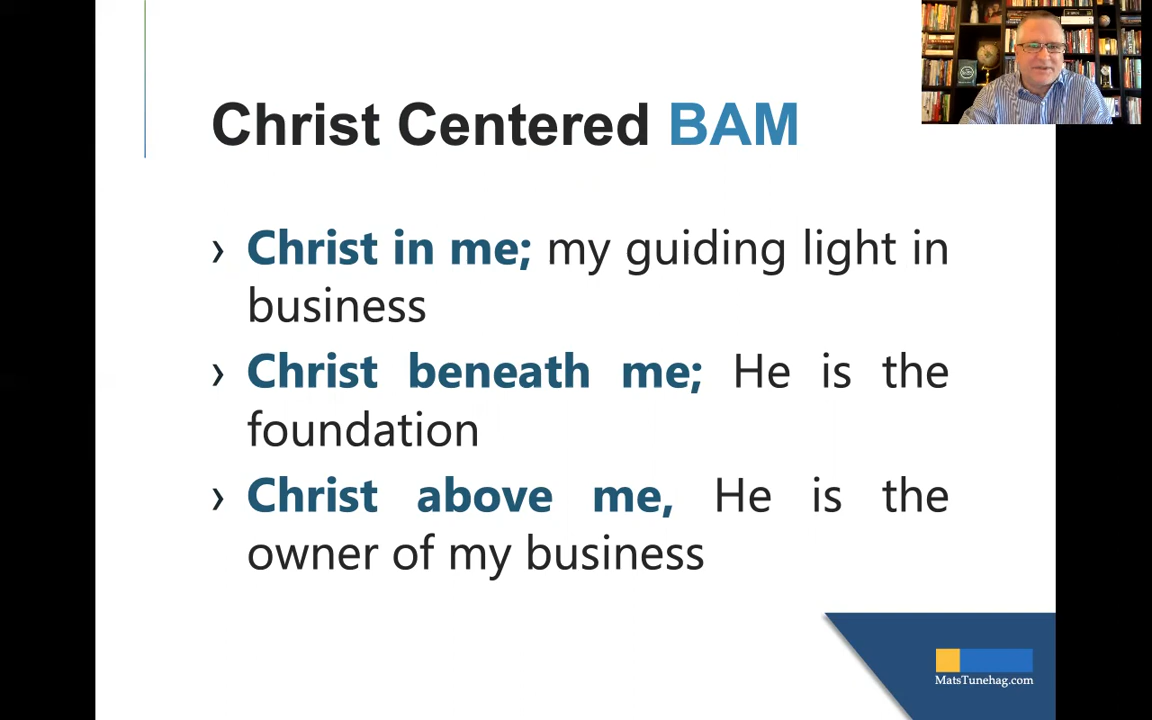 Christ Centered BAM
› Christ in me; my guiding light in
business
› Christ beneath me; He is the
foundation
› Christ above me, He is the
owner of my business
MatsTunehag.com